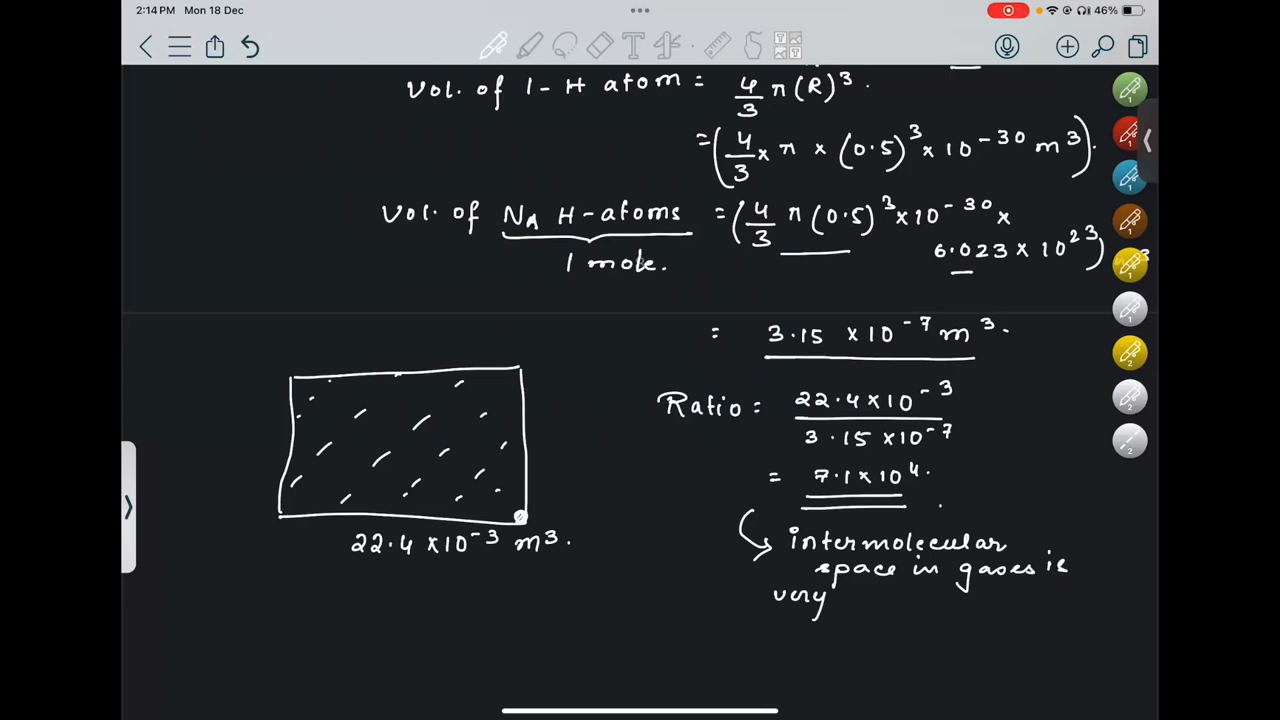 2:14 PM Mon 18 Dec
46%
Vol. of 1-H atom = 4/3 π (R)³.
= (4/3 × π × (0.5)³ × 10⁻³⁰ m³).
Vol. of NA H-atoms = (4/3 π (0.5)³ × 10⁻³⁰ ×
6.023 × 10²³)
1 mole.
= 3.15 × 10⁻⁷ m³.
Ratio = 22.4 × 10⁻³ / 3.15 × 10⁻⁷
= 7.1 × 10⁴.
22.4 × 10⁻³ m³.
intermolecular
space in gases is
very